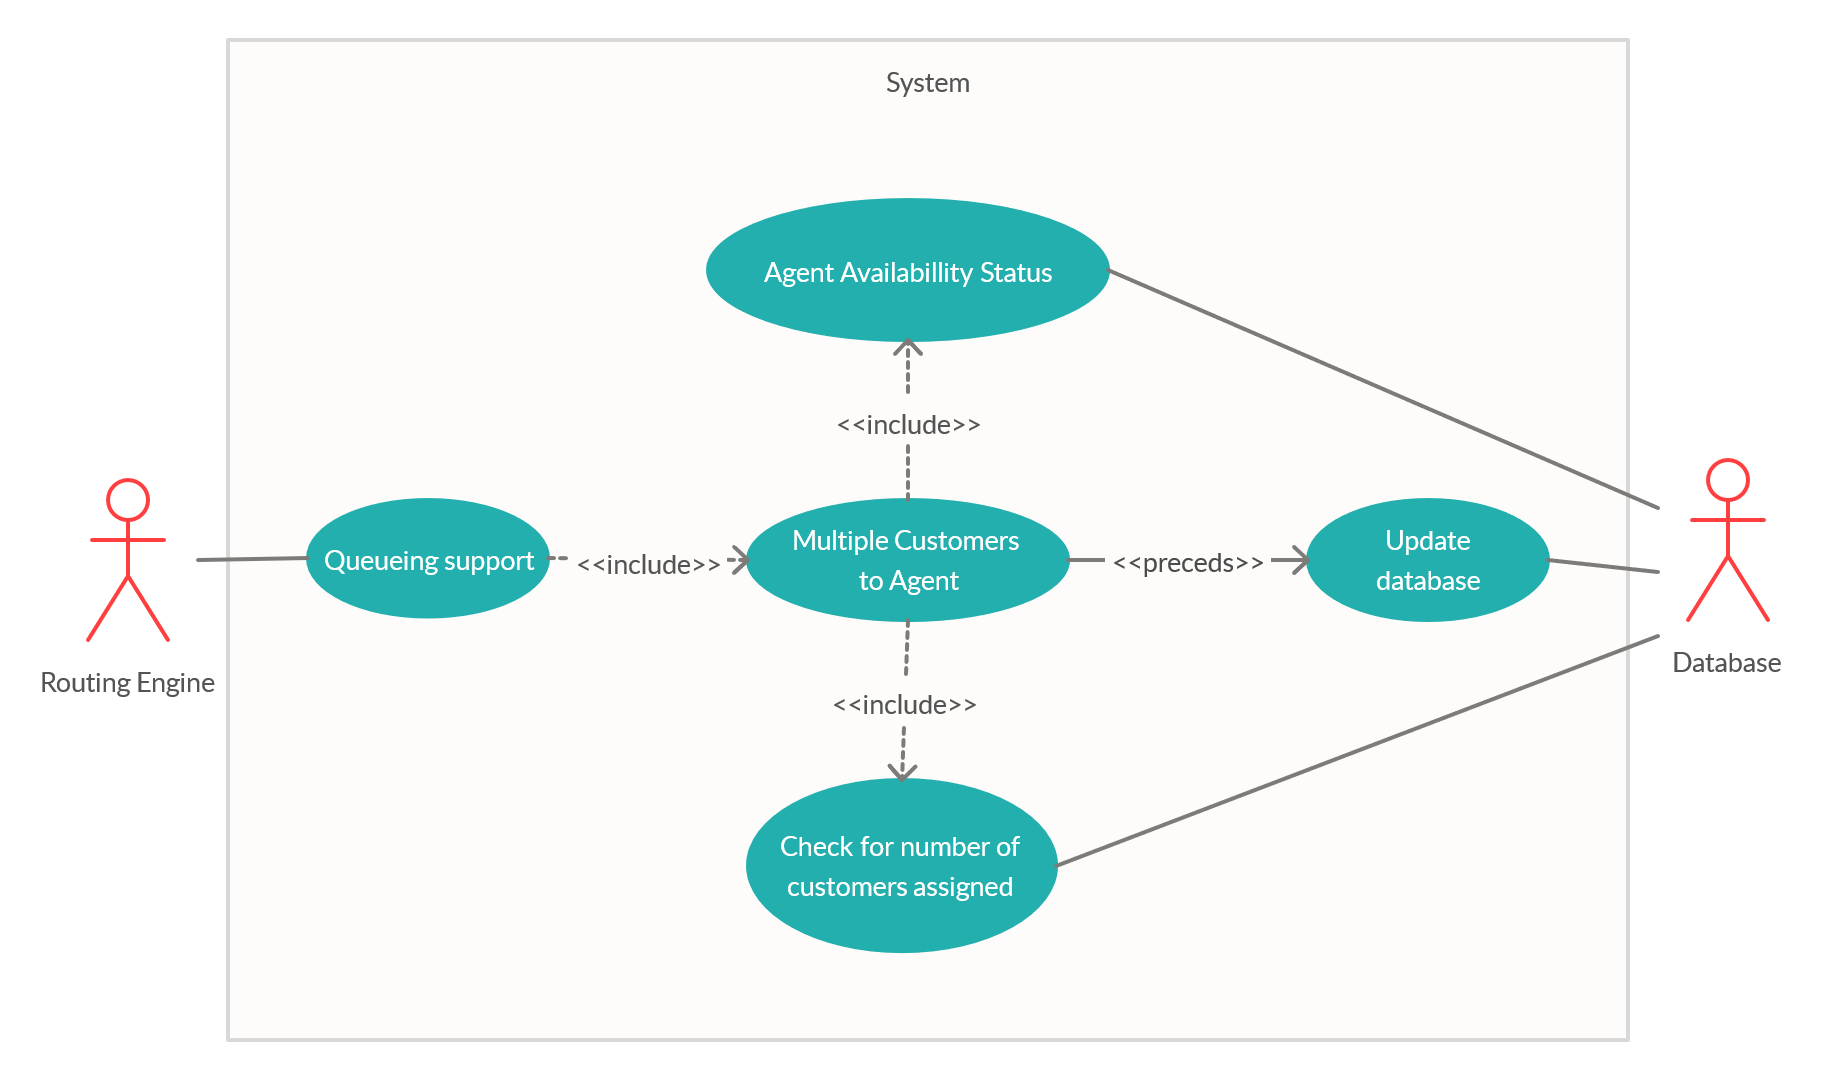 System
Agent Availabillity Status
<<include>>
Queueing support
<<include>>
Multiple Customers
to Agent
<<preceds>>
Update
database
Routing Engine
Database
<<include>>
Check for number of
customers assigned